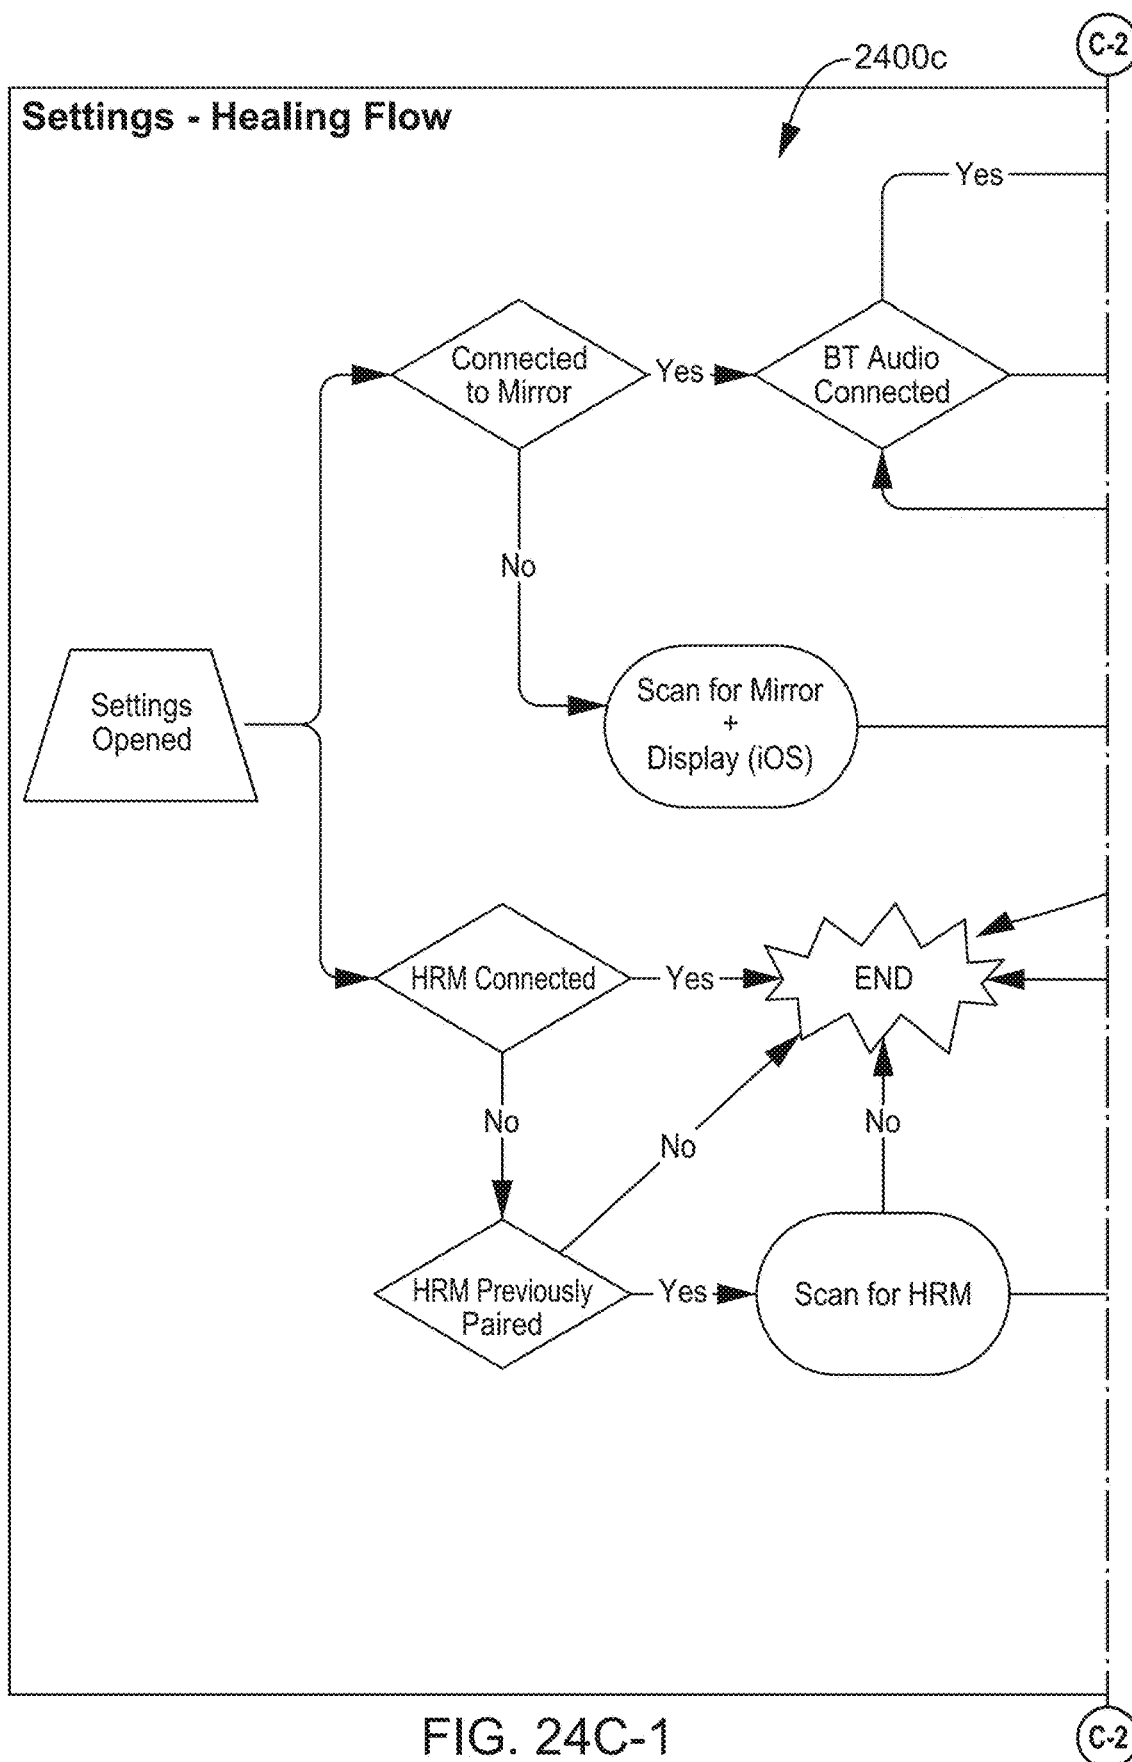 C-2
2400c
Settings - Healing Flow
Yes
Connected
to Mirror
Yes
BT Audio
Connected
No
Settings
Opened
Scan for Mirror
+
Display (iOS)
HRM Connected
Yes
END
No
No
No
HRM Previously
Paired
Yes
Scan for HRM
FIG. 24C-1
C-2